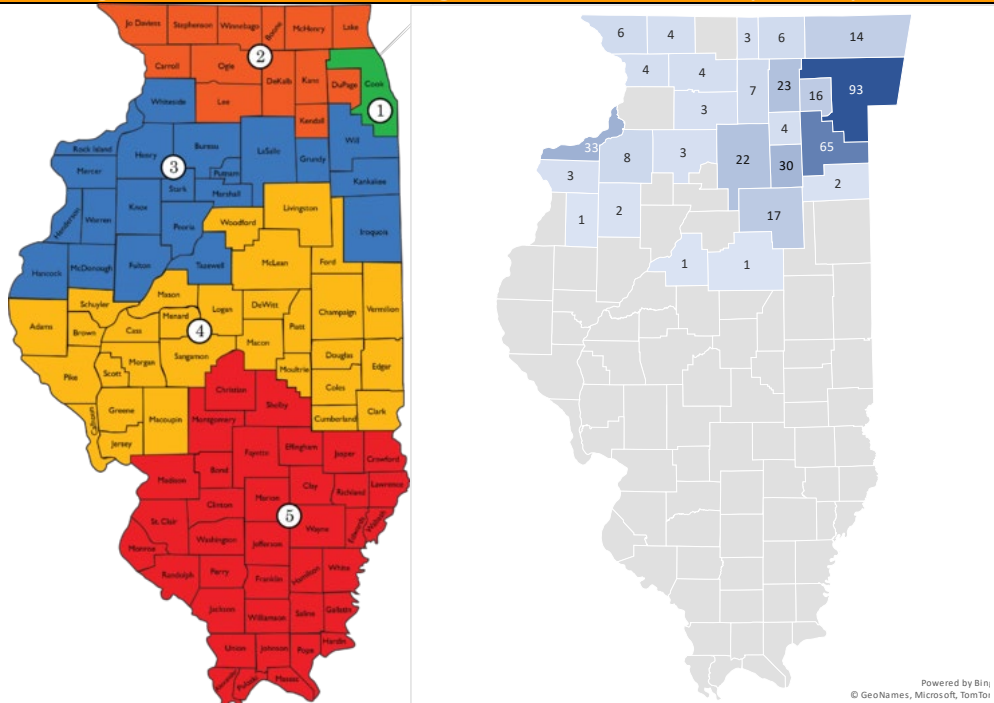 Jo Daviess Stephenson Winnebago Boone McHenry Lake
2
Carroll Ogle DeKalb Kane DuPage Cook
Whiteside Lee 1
Kendall
Rock Island Henry Bureau LaSalle Grundy Will
3
Mercer Putnam Kankakee
Stark
Marshall
Henderson Warren Knox Peoria Woodford Livingston Iroquois
Hancock McDonough Fulton Tazewell McLean Ford
Schuyler Mason
Adams Menard Logan DeWitt Champaign Vermilion
Brown Cass 4 Piatt
Macon
Pike Scott Morgan Sangamon Moultrie Douglas Edgar
Christian Coles
Calhoun Greene Macoupin Montgomery Shelby Cumberland Clark
Jersey
Fayette Effingham Jasper Crawford
Madison Bond
Clay Richland Lawrence
Marion
Clinton
St. Clair 5 Wayne Edwards Wabash
Washington Jefferson
Monroe
Randolph Perry Franklin Hamilton White
Jackson Williamson Saline Gallatin
Union Johnson Pope Hardin
Alexander Pulaski Massac
6 4 3 6 14
4 4 7 23 16 93
3
33 8 3 22 4 65
30
3 2
1 2 17
1 1
Powered by Bin
© GeoNames, Microsoft, TomTo